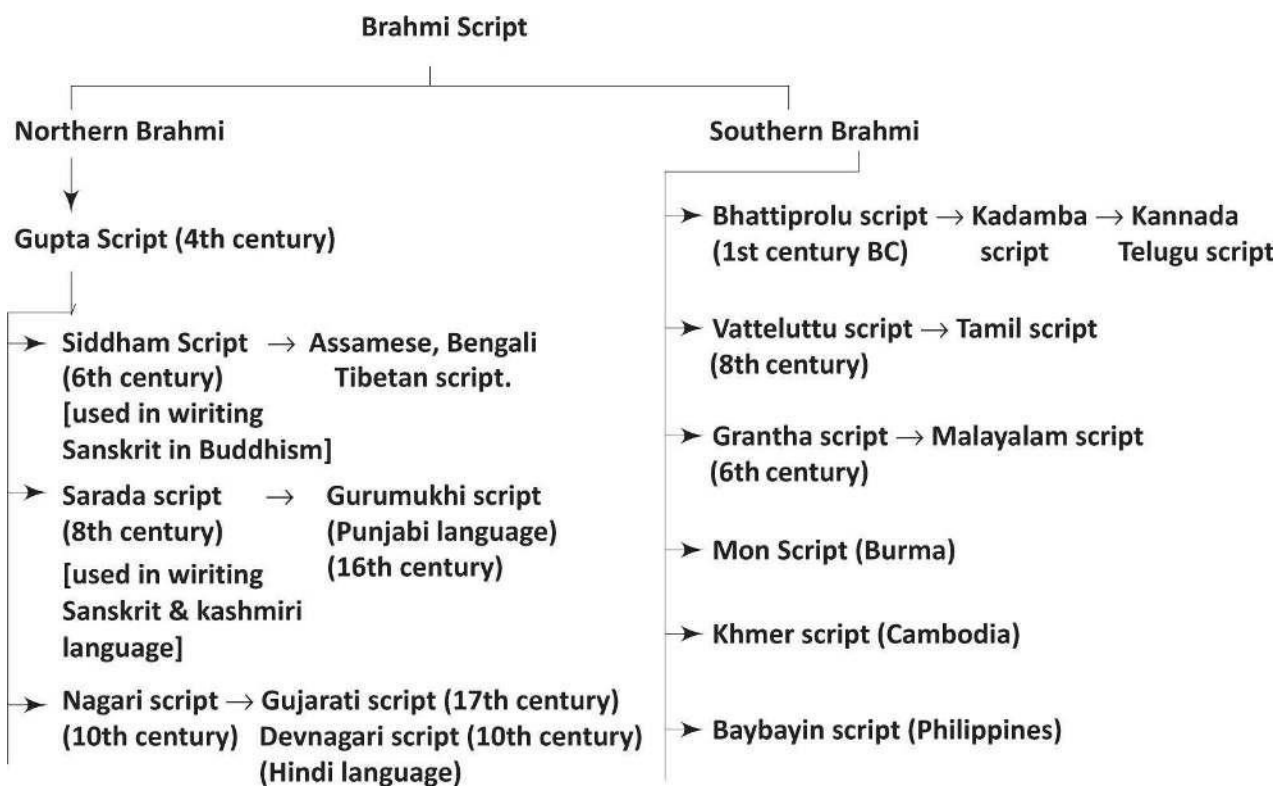 Brahmi Script
Northern Brahmi
Gupta Script (4th century)
Siddham Script → Assamese, Bengali
(6th century) Tibetan script.
[used in wiriting
Sanskrit in Buddhism]
Sarada script → Gurumukhi script
(8th century) (Punjabi language)
(16th century)
[used in wiriting
Sanskrit & kashmiri
language]
Nagari script → Gujarati script (17th century)
(10th century) Devnagari script (10th century)
(Hindi language)
Southern Brahmi
Bhattiprolu script → Kadamba → Kannada
(1st century BC) script Telugu script
Vatteluttu script → Tamil script
(8th century)
Grantha script → Malayalam script
(6th century)
Mon Script (Burma)
Khmer script (Cambodia)
Baybayin script (Philippines)